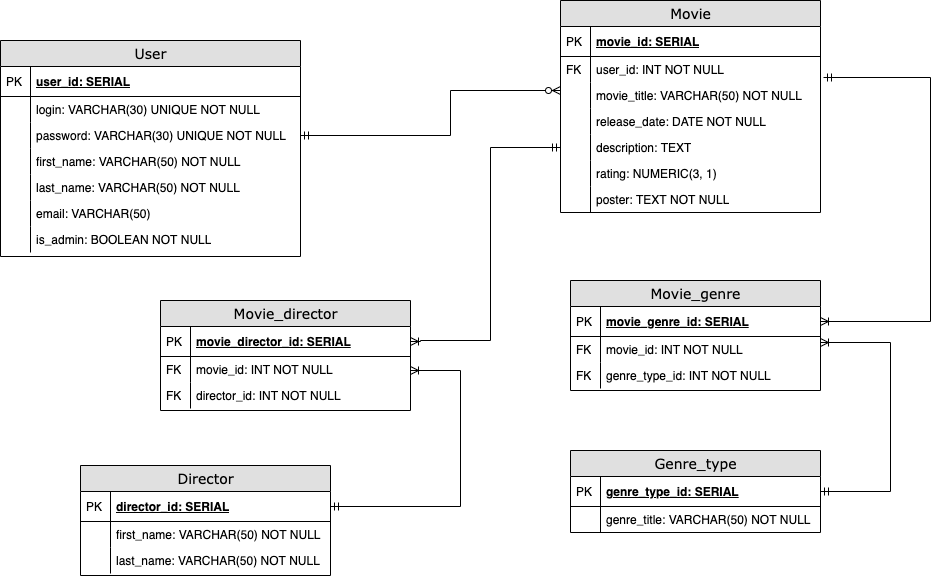 User
PK user_id: SERIAL
login: VARCHAR(30) UNIQUE NOT NULL
password: VARCHAR(30) UNIQUE NOT NULL
first_name: VARCHAR(50) NOT NULL
last_name: VARCHAR(50) NOT NULL
email: VARCHAR(50)
is_admin: BOOLEAN NOT NULL
Movie
PK movie_id: SERIAL
FK user_id: INT NOT NULL
movie_title: VARCHAR(50) NOT NULL
release_date: DATE NOT NULL
description: TEXT
rating: NUMERIC(3, 1)
poster: TEXT NOT NULL
Movie_director
PK movie_director_id: SERIAL
FK movie_id: INT NOT NULL
FK director_id: INT NOT NULL
Movie_genre
PK movie_genre_id: SERIAL
FK movie_id: INT NOT NULL
FK genre_type_id: INT NOT NULL
Director
PK director_id: SERIAL
first_name: VARCHAR(50) NOT NULL
last_name: VARCHAR(50) NOT NULL
Genre_type
PK genre_type_id: SERIAL
genre_title: VARCHAR(50) NOT NULL